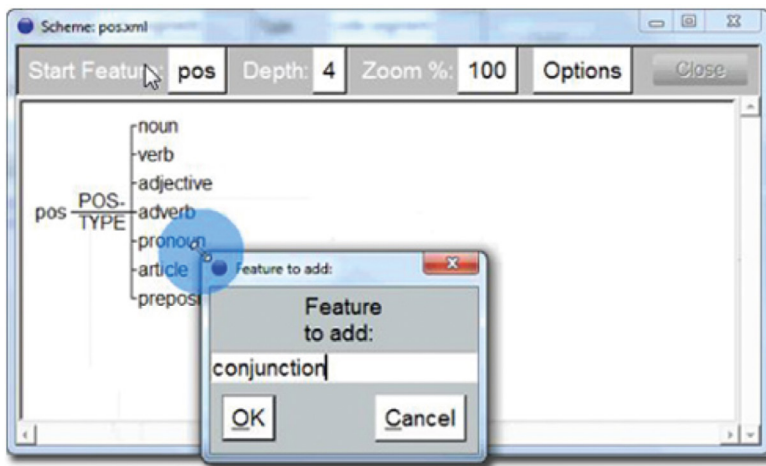 Scheme: pos.xml
Start Feature: pos Depth: 4 Zoom %: 100 Options Close
noun
verb
adjective
pos POS-TYPE adverb
pronoun
article
preposi
Feature to add:
Feature
to add:
conjunction
OK Cancel